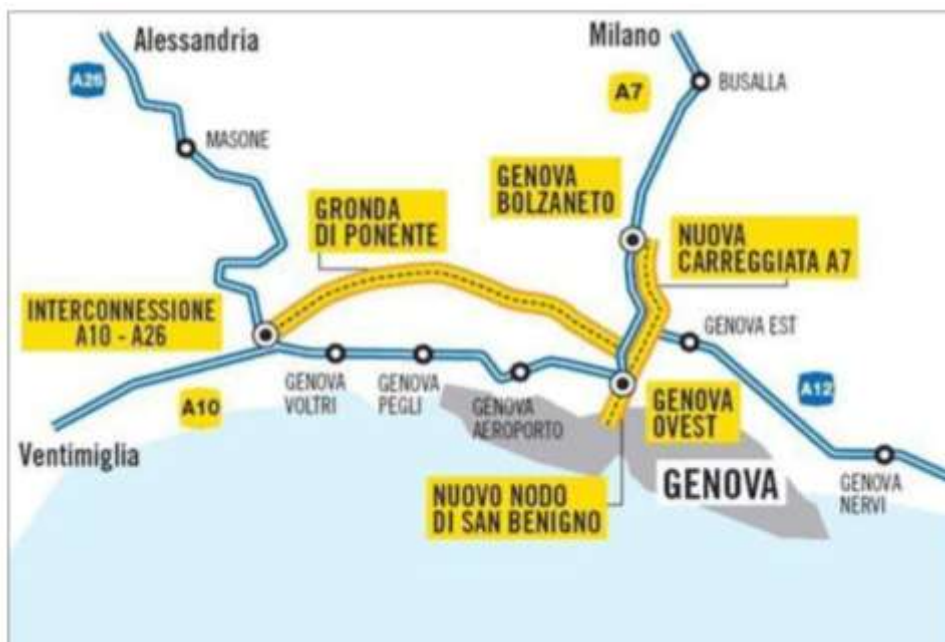 Alessandria
Milano
A26
A7
BUSALLA
MASONE
GENOVA
BOLZANETO
GRONDA
DI PONENTE
NUOVA
CARREGGIATA A7
INTERCONNESSIONE
A10 - A26
GENOVA EST
GENOVA
VOLTRI
GENOVA
PEGLI
GENOVA
AEROPORTO
GENOVA
OVEST
A12
A10
Ventimiglia
GENOVA
GENOVA
NERVI
NUOVO NODO
DI SAN BENIGNO